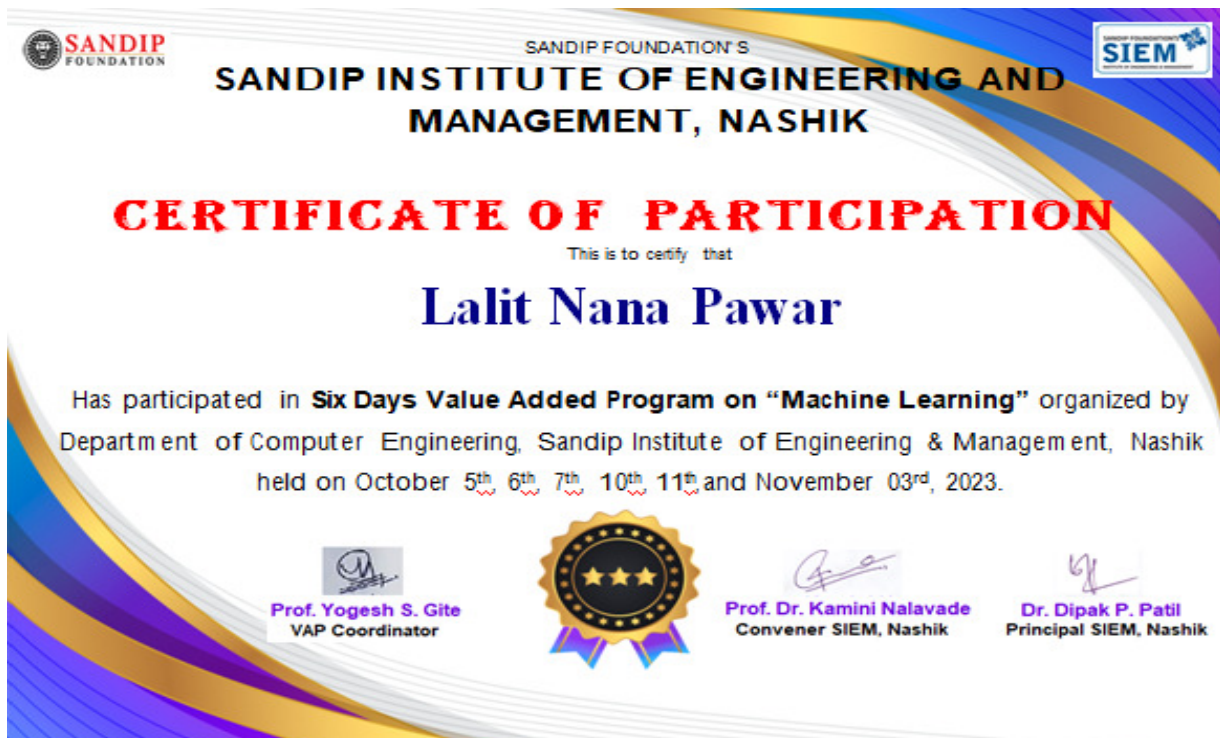 SANDIP
FOUNDATION
SANDIP FOUNDATION'S
SIEM
SANDIP INSTITUTE OF ENGINEERING AND
MANAGEMENT, NASHIK
CERTIFICATE OF PARTICIPATION
This is to certify that
Lalit Nana Pawar
Has participated in Six Days Value Added Program on “Machine Learning” organized by
Department of Computer Engineering, Sandip Institute of Engineering & Management, Nashik
held on October 5th, 6th, 7th, 10th, 11th and November 03rd, 2023.
Prof. Yogesh S. Gite
VAP Coordinator
Prof. Dr. Kamini Nalavade
Convener SIEM, Nashik
Dr. Dipak P. Patil
Principal SIEM, Nashik